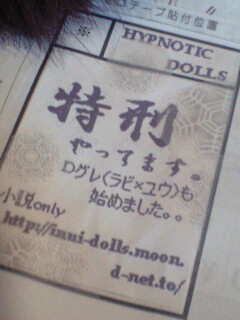 テープ貼付位置
HYPNOTIC
DOLLS
特刑
やってます。
Dグレ(ラビ×ユウ)も
始めました。。
小説only
http://inui-dolls.moon.
d-net.to/